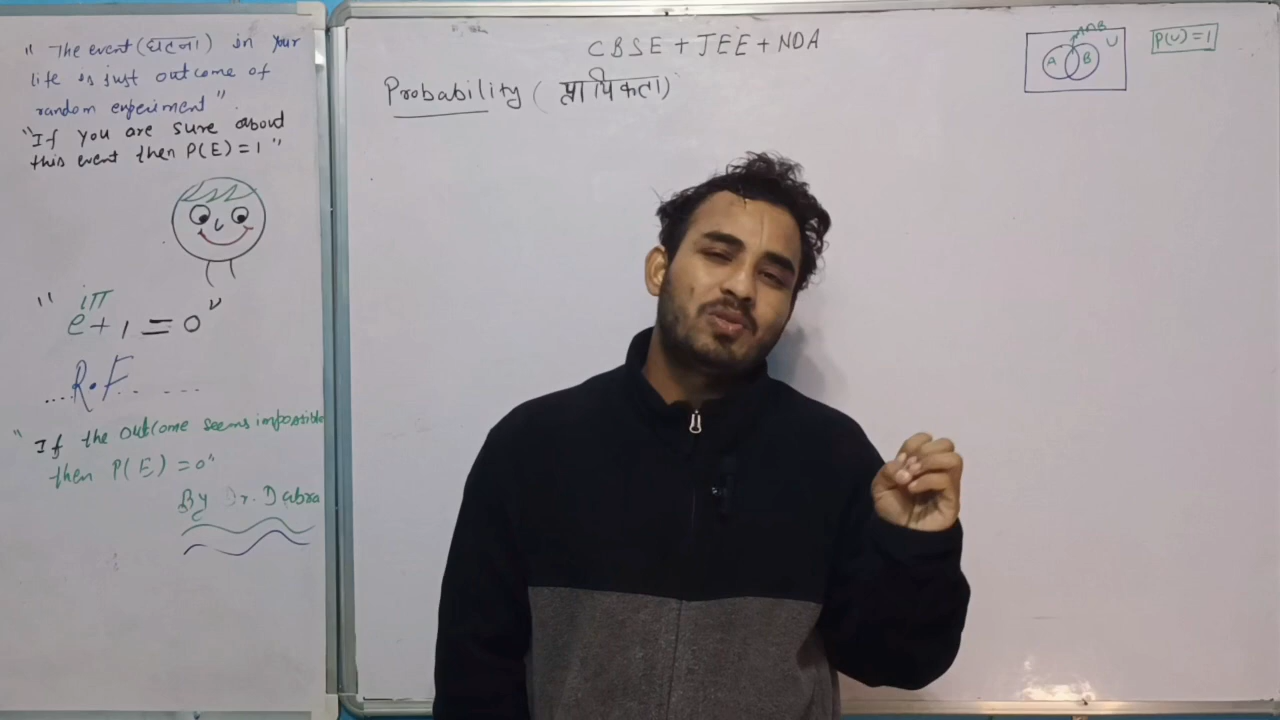 " The event (घटना) in your
life is just outcome of
random experiment "
"If you are sure about
this event then P(E) = 1 "
" e^iπ + 1 = 0 "
... R.F. ....
" If the outcome seems impossible
then P(E) = 0"
By Dr. Dabra
CBSE + JEE + NDA
Probability (प्रायिकता)
A∩B
A B U
P(U) = 1